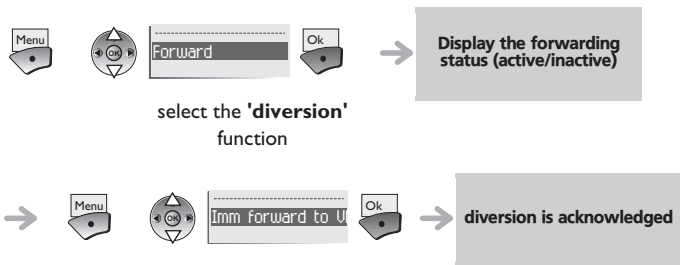 Menu
OK
Forward
Ok
Display the forwarding
status (active/inactive)
select the 'diversion'
function
Menu
OK
Imm forward to
Ok
diversion is acknowledged